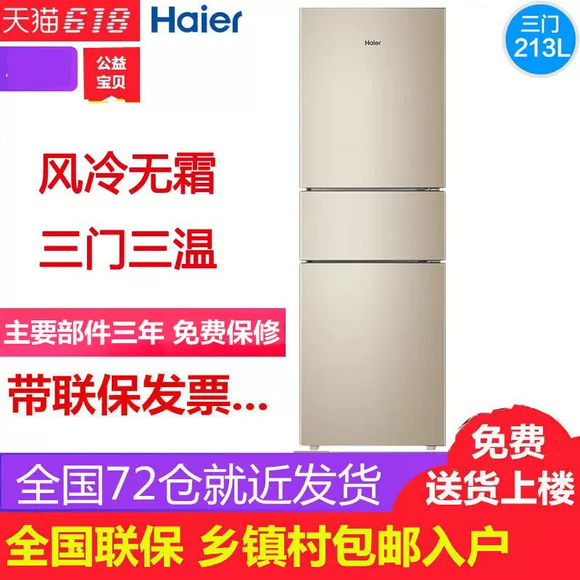 天猫618 Haier
公益
宝贝
三门
213L
Haier
风冷无霜
三门三温
主要部件三年 免费保修
带联保发票...
免费
送货上楼
全国72仓就近发货
全国联保 乡镇村包邮入户